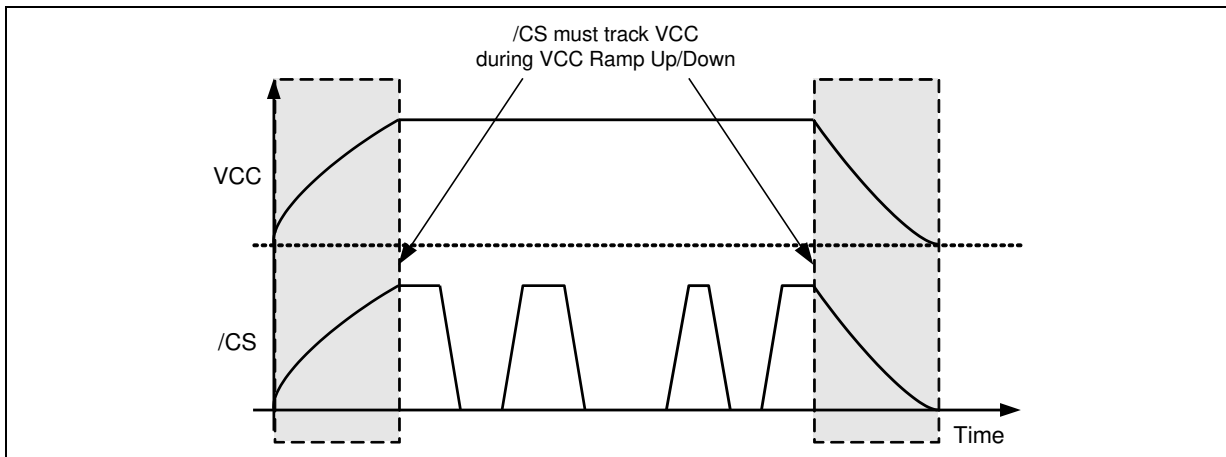 /CS must track VCC
during VCC Ramp Up/Down
VCC
/CS
Time